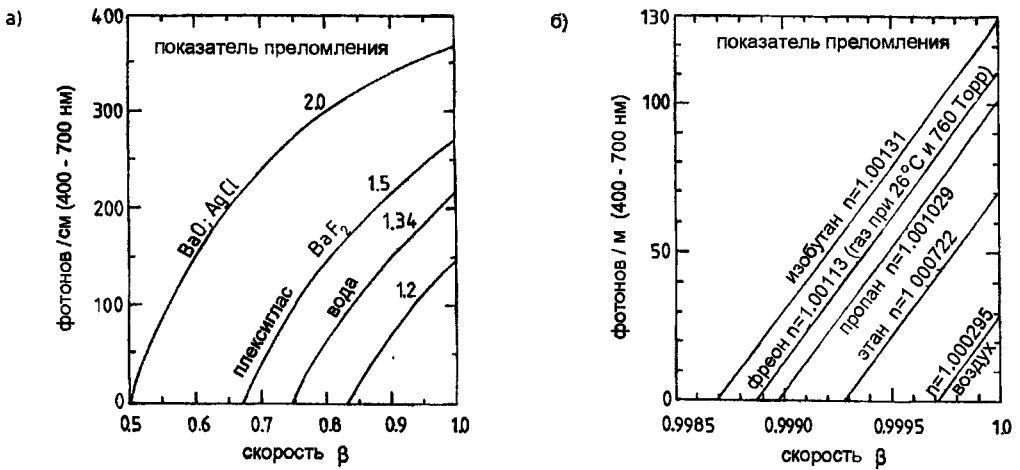 а)
400
300
200
100
0
фотонов /см (400 - 700 нм)
показатель преломления
2.0
1.5
1.34
1.2
BaO; AgCl
BaF2
плексиглас
вода
0.5 0.6 0.7 0.8 0.9 1.0
скорость β
б)
130
100
50
0
фотонов / м (400 - 700 нм)
показатель преломления
изобутан n=1.00131
фреон n=1.00113 (газ при 26°C и 760 Торр)
пропан n=1.001029
этан n=1 000722
n=1.000295
воздух.
0.9985 0.9990 0.9995 1.0
скорость β